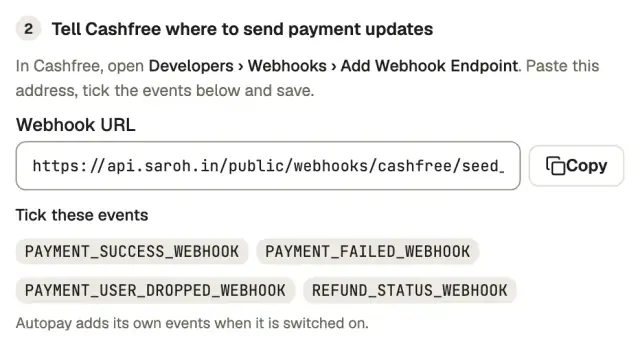 2 Tell Cashfree where to send payment updates
In Cashfree, open Developers › Webhooks › Add Webhook Endpoint. Paste this
address, tick the events below and save.
Webhook URL
https://api.saroh.in/public/webhooks/cashfree/seed_
Copy
Tick these events
PAYMENT_SUCCESS_WEBHOOK PAYMENT_FAILED_WEBHOOK
PAYMENT_USER_DROPPED_WEBHOOK REFUND_STATUS_WEBHOOK
Autopay adds its own events when it is switched on.